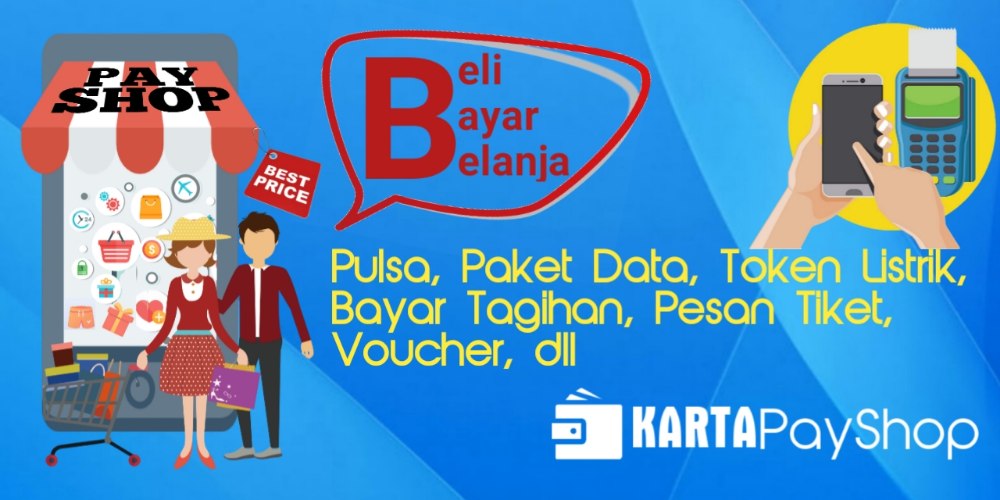 PAY
SHOP
BEST
PRICE
Beli
Bayar
Belanja
24
$
Pulsa, Paket Data, Token Listrik,
Bayar Tagihan, Pesan Tiket,
Voucher, dll
KARTAPayShop